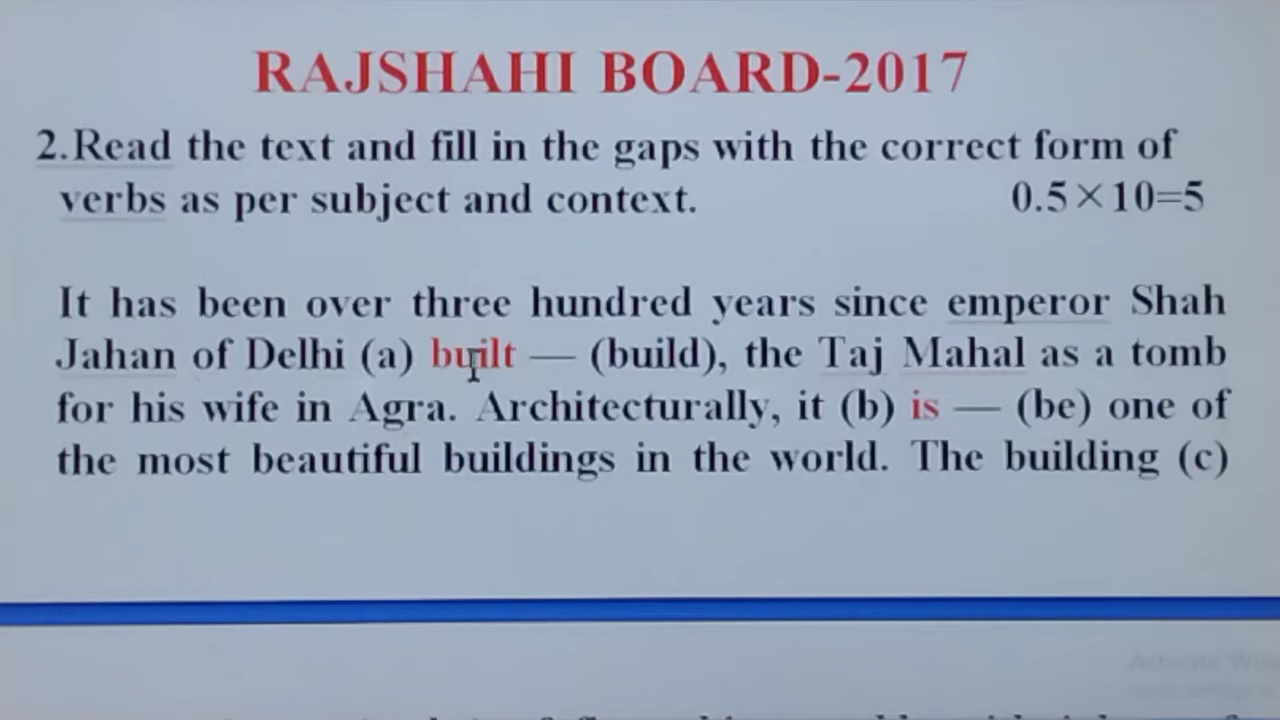 RAJSHAHI BOARD-2017
2.Read the text and fill in the gaps with the correct form of
verbs as per subject and context. 0.5×10=5
It has been over three hundred years since emperor Shah
Jahan of Delhi (a) built — (build), the Taj Mahal as a tomb
for his wife in Agra. Architecturally, it (b) is — (be) one of
the most beautiful buildings in the world. The building (c)
Activate